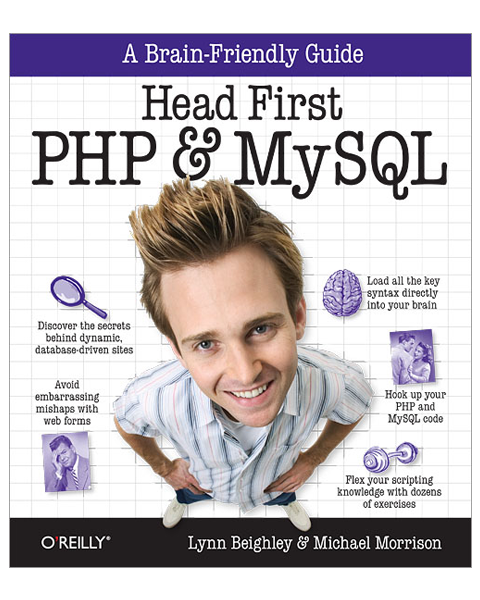 A Brain-Friendly Guide
Head First
PHP & MySQL
Load all the key
syntax directly
into your brain
Discover the secrets
behind dynamic,
database-driven sites
Avoid
embarrassing
mishaps with
web forms
Hook up your
PHP and
MySQL code
Flex your scripting
knowledge with dozens
of exercises
O'REILLY®
Lynn Beighley & Michael Morrison